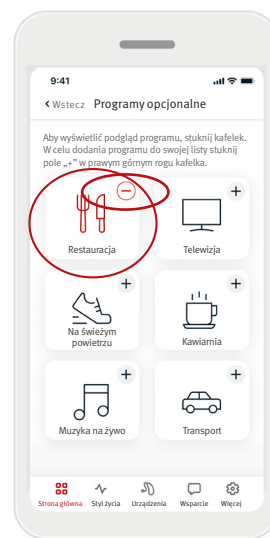 9:41
Wstecz Programy opcjonalne
Aby wyświetlić podgląd programu, stuknij kafelek.
W celu dodania programu do swojej listy stuknij
pole „+” w prawym górnym rogu kafelka.
Restauracja Telewizja
Na świeżym
powietrzu
Kawiarnia
Muzyka na żywo Transport
Strona główna Styl życia Urządzenia Wsparcie Więcej